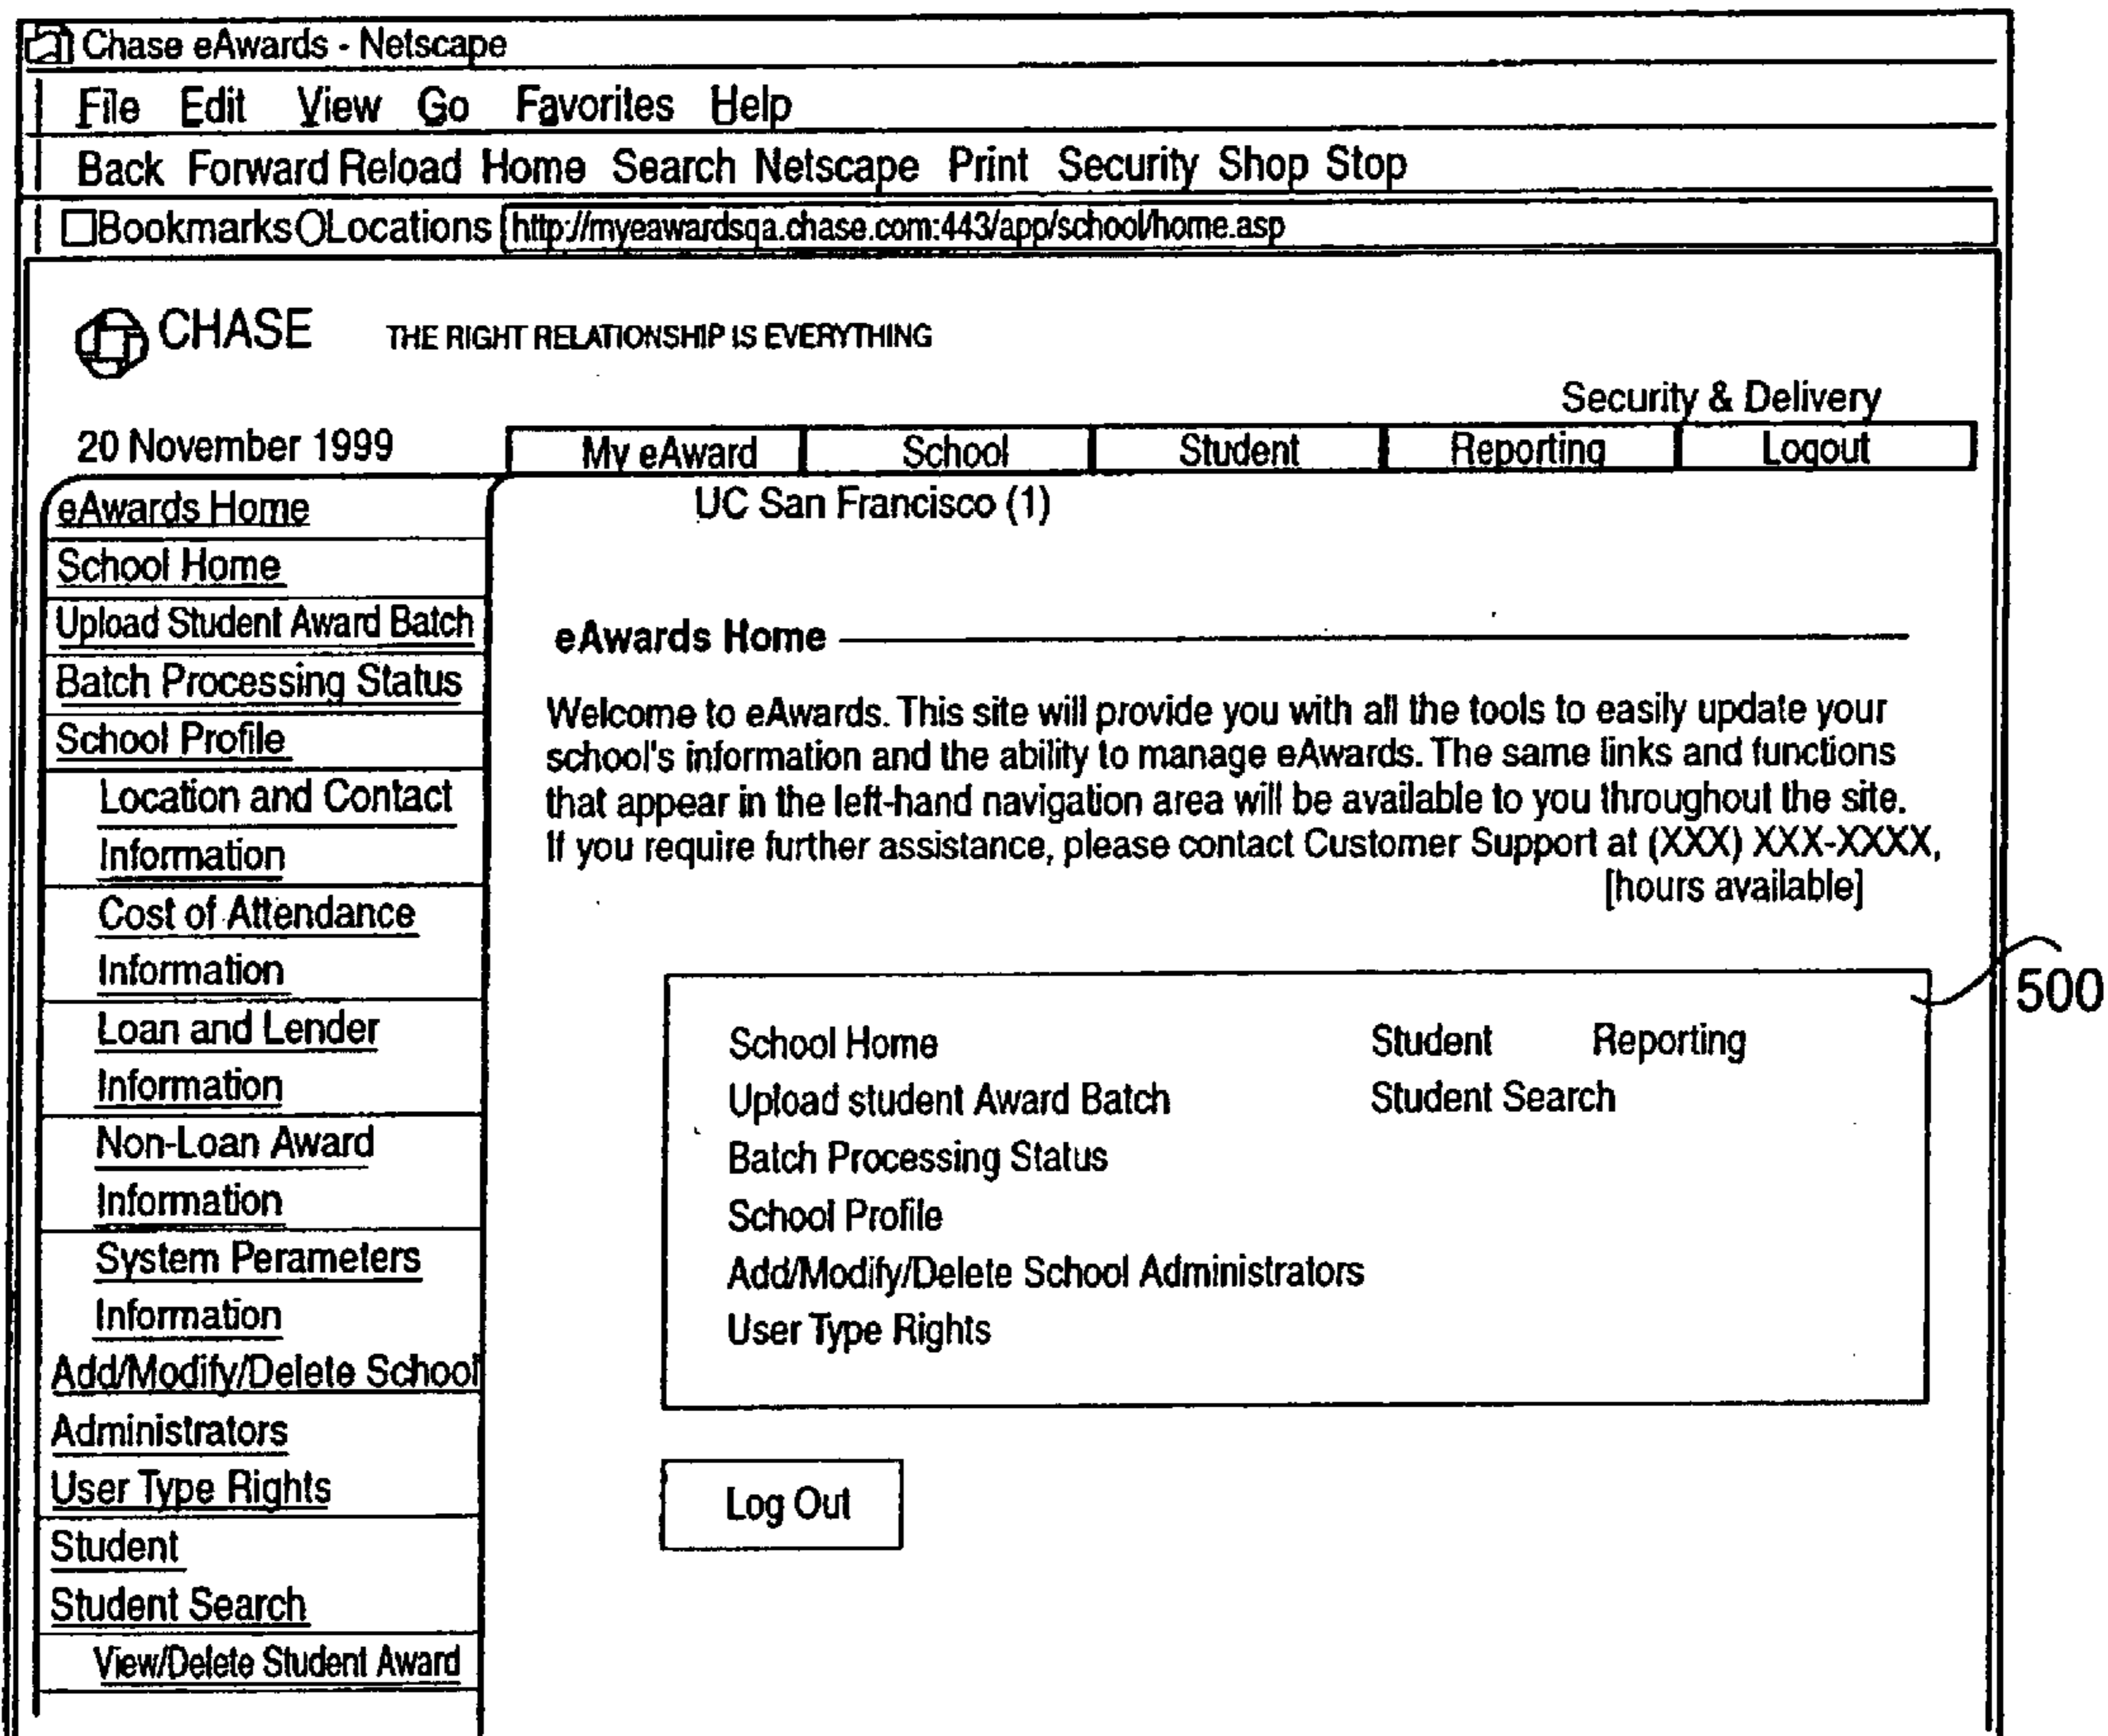 Chase eAwards - Netscape
File Edit View Go Favorites Help
Back Forward Reload Home Search Netscape Print Security Shop Stop
Bookmarks Locations http://myeawardsqa.chase.com:443/app/school/home.asp
CHASE THE RIGHT RELATIONSHIP IS EVERYTHING
Security & Delivery
20 November 1999 My eAward School Student Reporting Logout
eAwards Home
School Home
Upload Student Award Batch
Batch Processing Status
School Profile
Location and Contact
Information
Cost of Attendance
Information
Loan and Lender
Information
Non-Loan Award
Information
System Perameters
Information
Add/Modify/Delete School
Administrators
User Type Rights
Student
Student Search
View/Delete Student Award
UC San Francisco (1)
eAwards Home
Welcome to eAwards. This site will provide you with all the tools to easily update your
school's information and the ability to manage eAwards. The same links and functions
that appear in the left-hand navigation area will be available to you throughout the site.
If you require further assistance, please contact Customer Support at (XXX) XXX-XXXX,
[hours available]
500
School Home Student Reporting
Upload student Award Batch Student Search
Batch Processing Status
School Profile
Add/Modify/Delete School Administrators
User Type Rights
Log Out